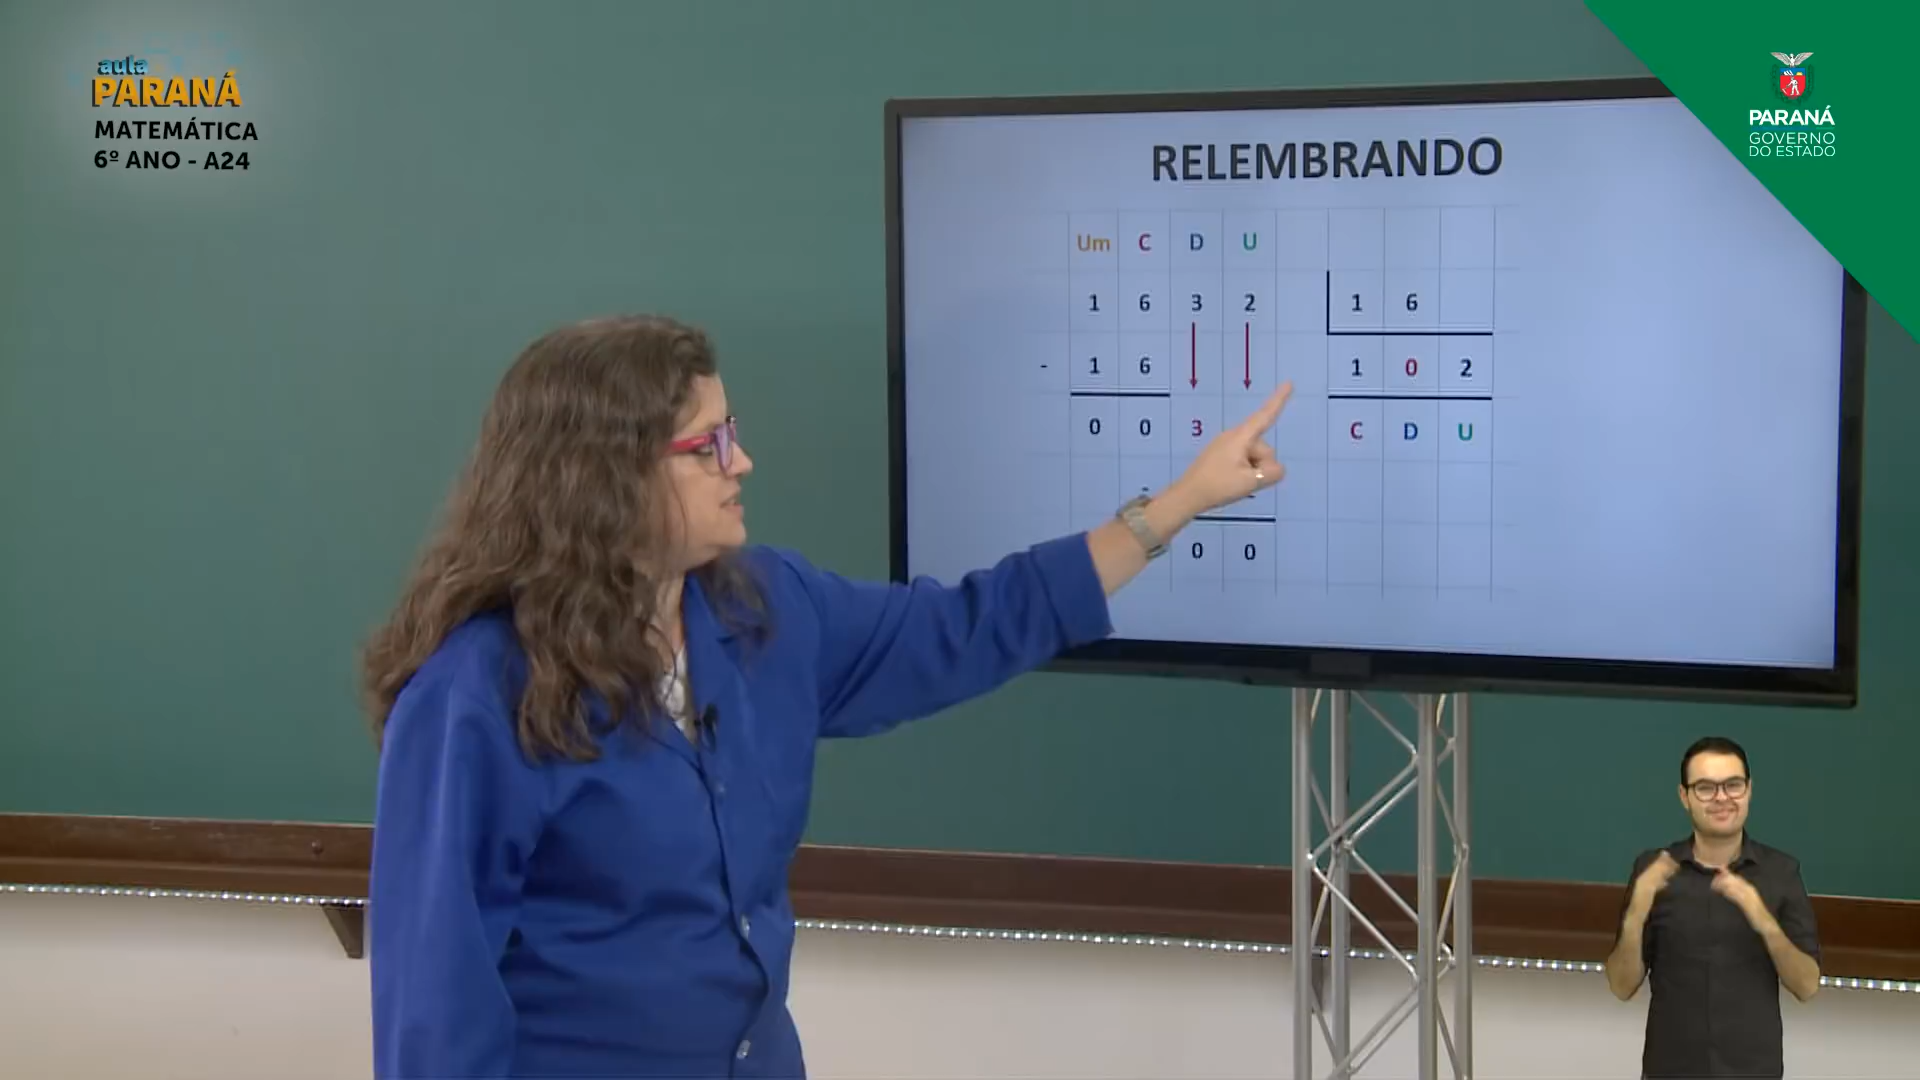 aula
PARANÁ
MATEMÁTICA
6º ANO - A24
PARANÁ
GOVERNO
DO ESTADO
RELEMBRANDO
Um C D U
1 6 3 2 1 6
- 1 6 1 0 2
0 0 3 C D U
-
0 0